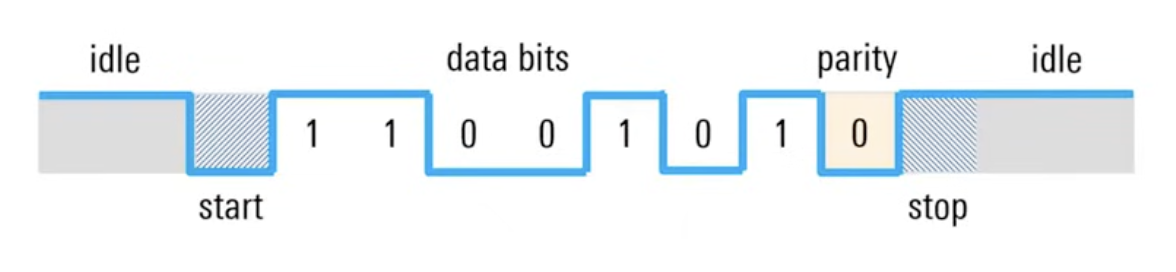 idle data bits parity idle
1 1 0 0 1 0 1 0
start stop